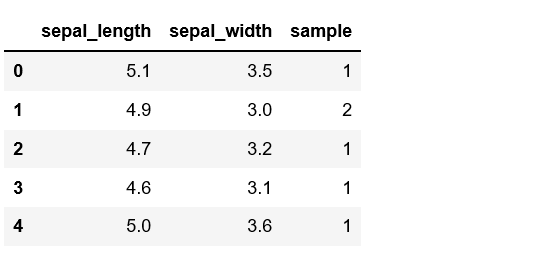 sepal_length sepal_width sample
0 5.1 3.5 1
1 4.9 3.0 2
2 4.7 3.2 1
3 4.6 3.1 1
4 5.0 3.6 1